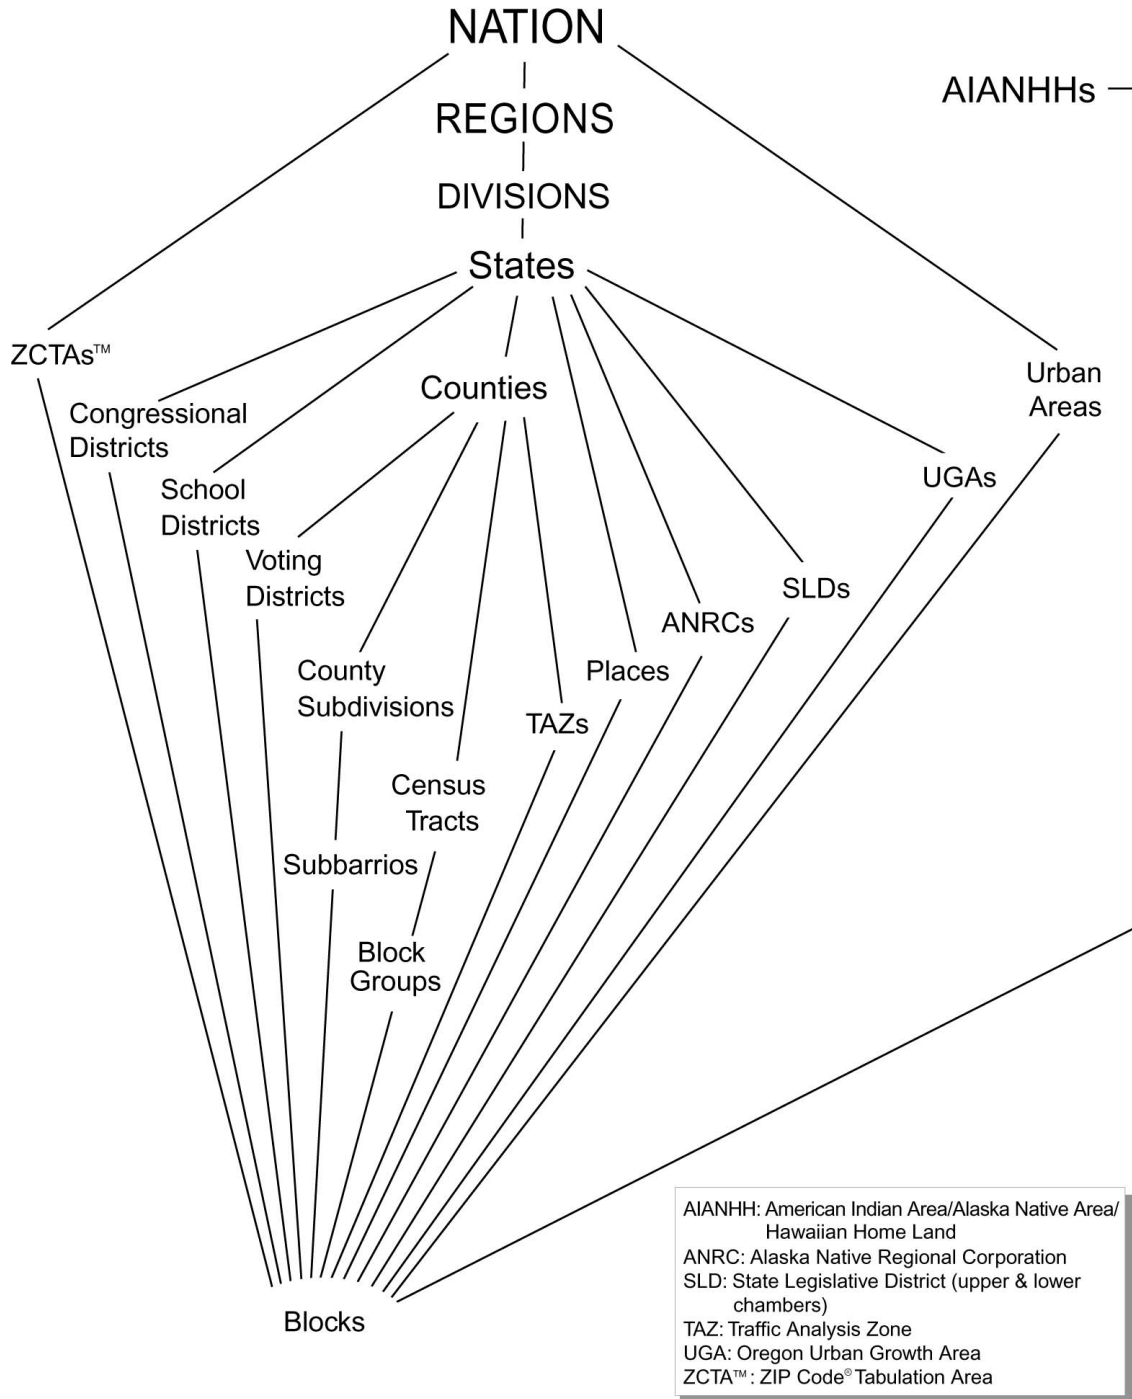 NATION
AIANHHs
REGIONS
DIVISIONS
States
ZCTAs™
Counties
Urban
Areas
Congressional
Districts
UGAs
School
Districts
Voting
Districts
SLDs
ANRCs
County
Subdivisions
Places
TAZs
Census
Tracts
Subbarrios
Block
Groups
Blocks
AIANHH: American Indian Area/Alaska Native Area/
Hawaiian Home Land
ANRC: Alaska Native Regional Corporation
SLD: State Legislative District (upper & lower
chambers)
TAZ: Traffic Analysis Zone
UGA: Oregon Urban Growth Area
ZCTA™: ZIP Code® Tabulation Area